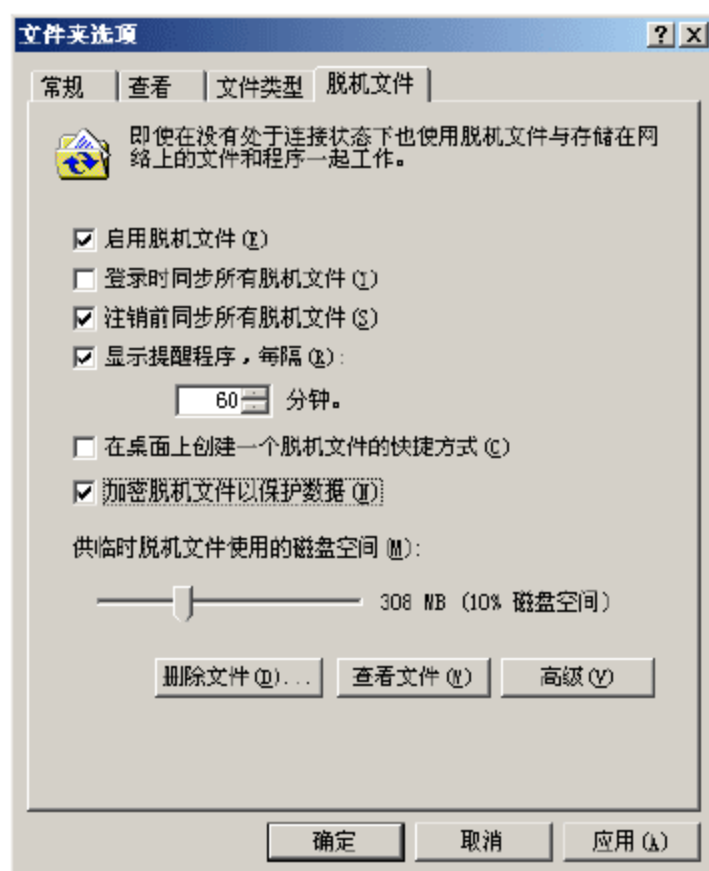 文件夹选项
常规 查看 文件类型 脱机文件
即使在没有处于连接状态下也使用脱机文件与存储在网
络上的文件和程序一起工作。
启用脱机文件(E)
登录时同步所有脱机文件(I)
注销前同步所有脱机文件(S)
显示提醒程序，每隔(R):
60 分钟。
在桌面上创建一个脱机文件的快捷方式(C)
加密脱机文件以保护数据(N)
供临时脱机文件使用的磁盘空间(M):
308 MB (10% 磁盘空间)
删除文件(D)... 查看文件(V) 高级(V)
确定 取消 应用(A)